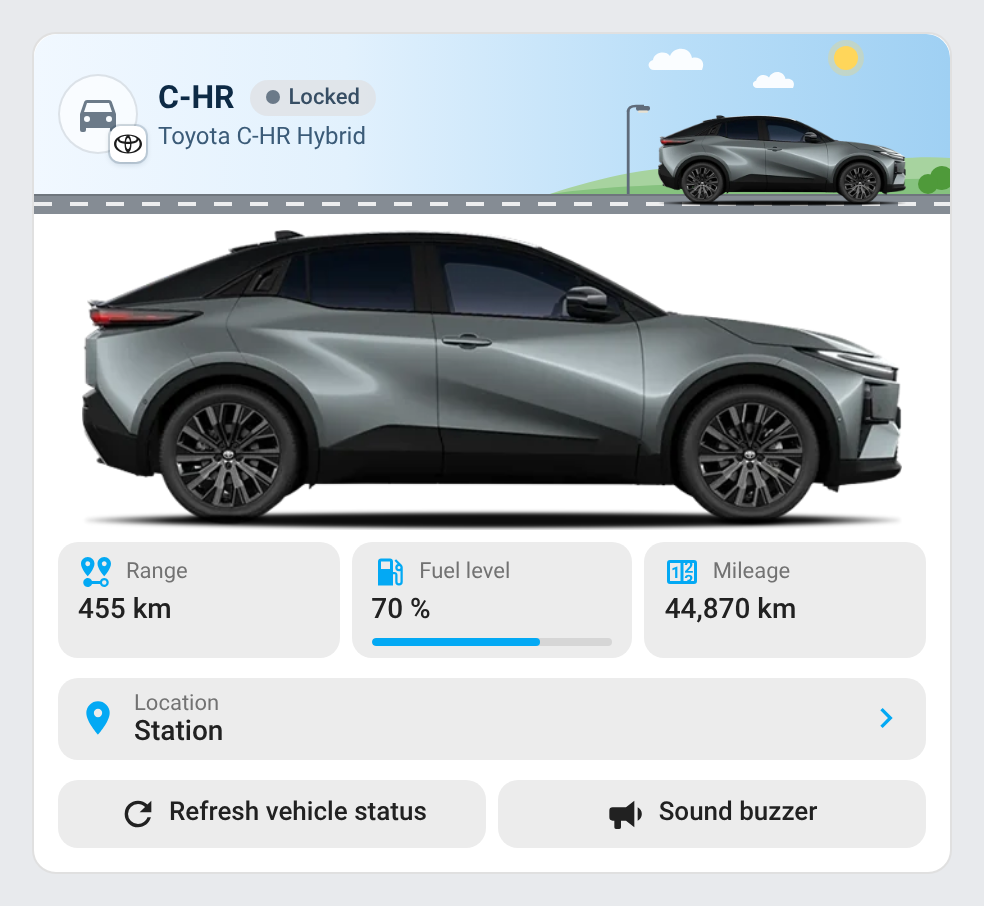 C-HR
Locked
Toyota C-HR Hybrid
Range
455 km
Fuel level
70 %
Mileage
44,870 km
Location
Station
Refresh vehicle status
Sound buzzer